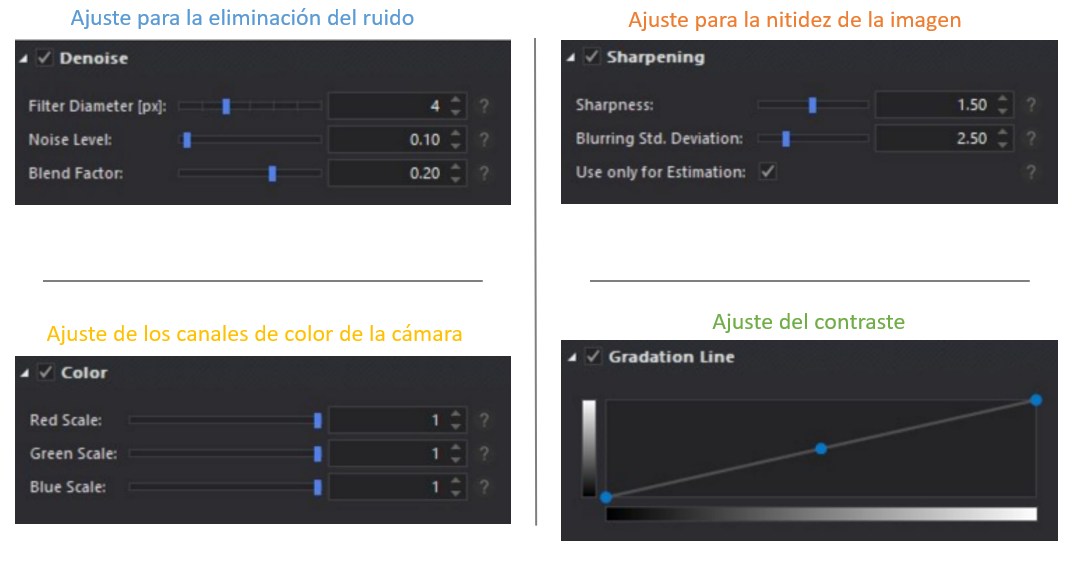 Ajuste para la eliminación del ruido
Denoise
Filter Diameter [px]: 4 ?
Noise Level: 0.10 ?
Blend Factor: 0.20 ?
Ajuste para la nitidez de la imagen
Sharpening
Sharpness: 1.50 ?
Blurring Std. Deviation: 2.50 ?
Use only for Estimation: ?
Ajuste de los canales de color de la cámara
Color
Red Scale: 1 ?
Green Scale: 1 ?
Blue Scale: 1 ?
Ajuste del contraste
Gradation Line